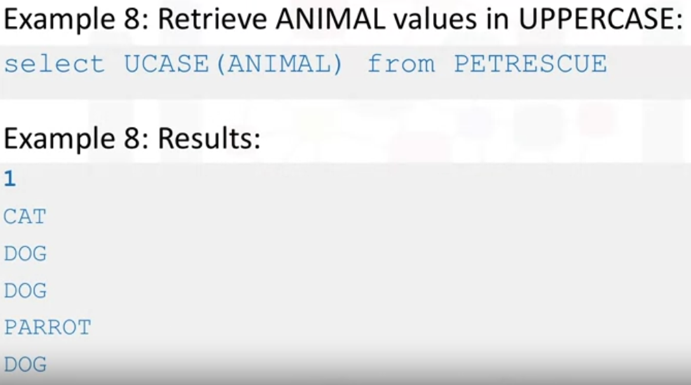 Example 8: Retrieve ANIMAL values in UPPERCASE:
select UCASE(ANIMAL) from PETRESCUE
Example 8: Results:
1
CAT
DOG
DOG
PARROT
DOG